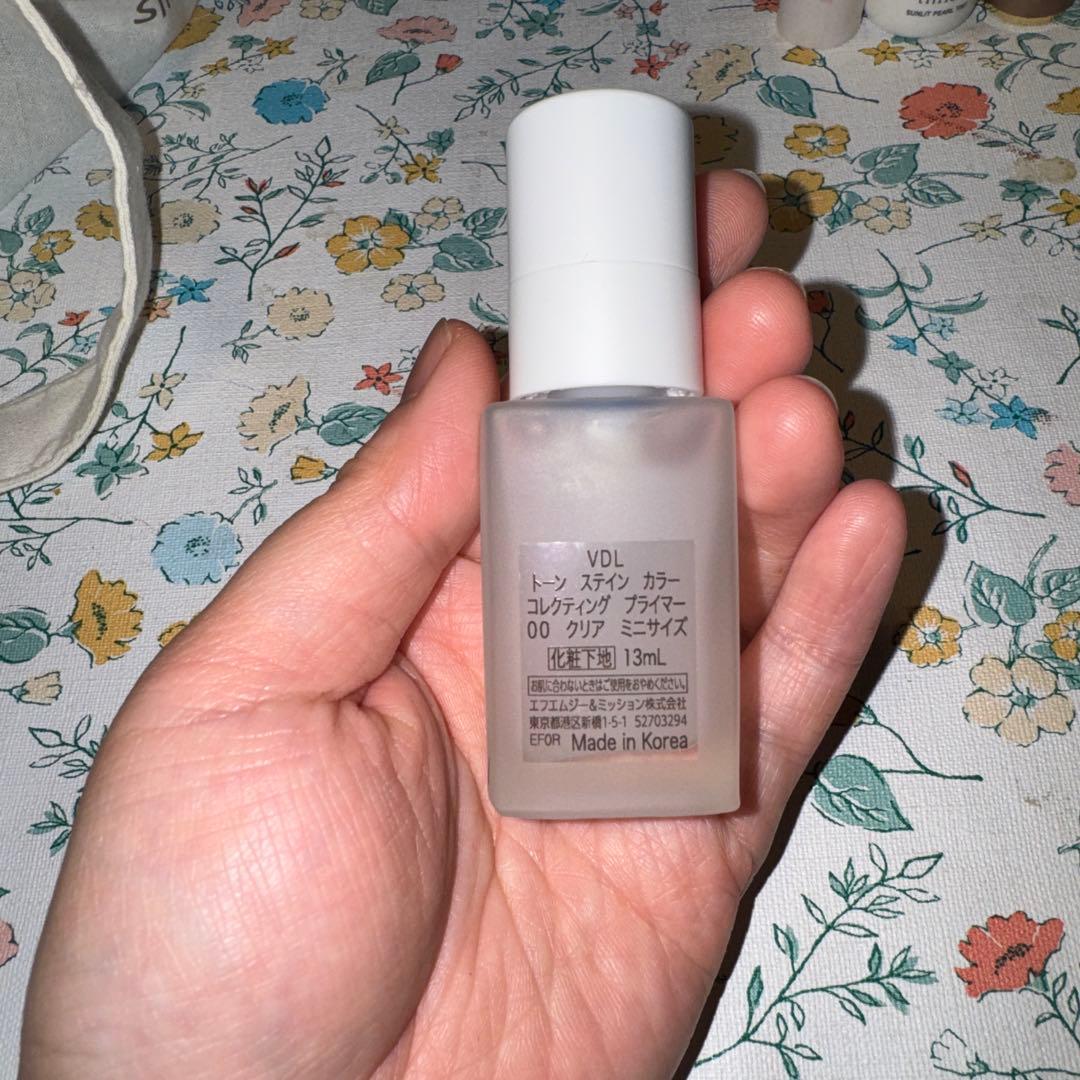 SUNLIT PEARL
VDL
トーン ステイン カラー
コレクティング プライマー
00 クリア ミニサイズ
化粧下地 13mL
お肌に合わないときはご使用をおやめください。
エフエムジー&ミッション株式会社
東京都港区新橋1-5-1 52703294
EF0R Made in Korea